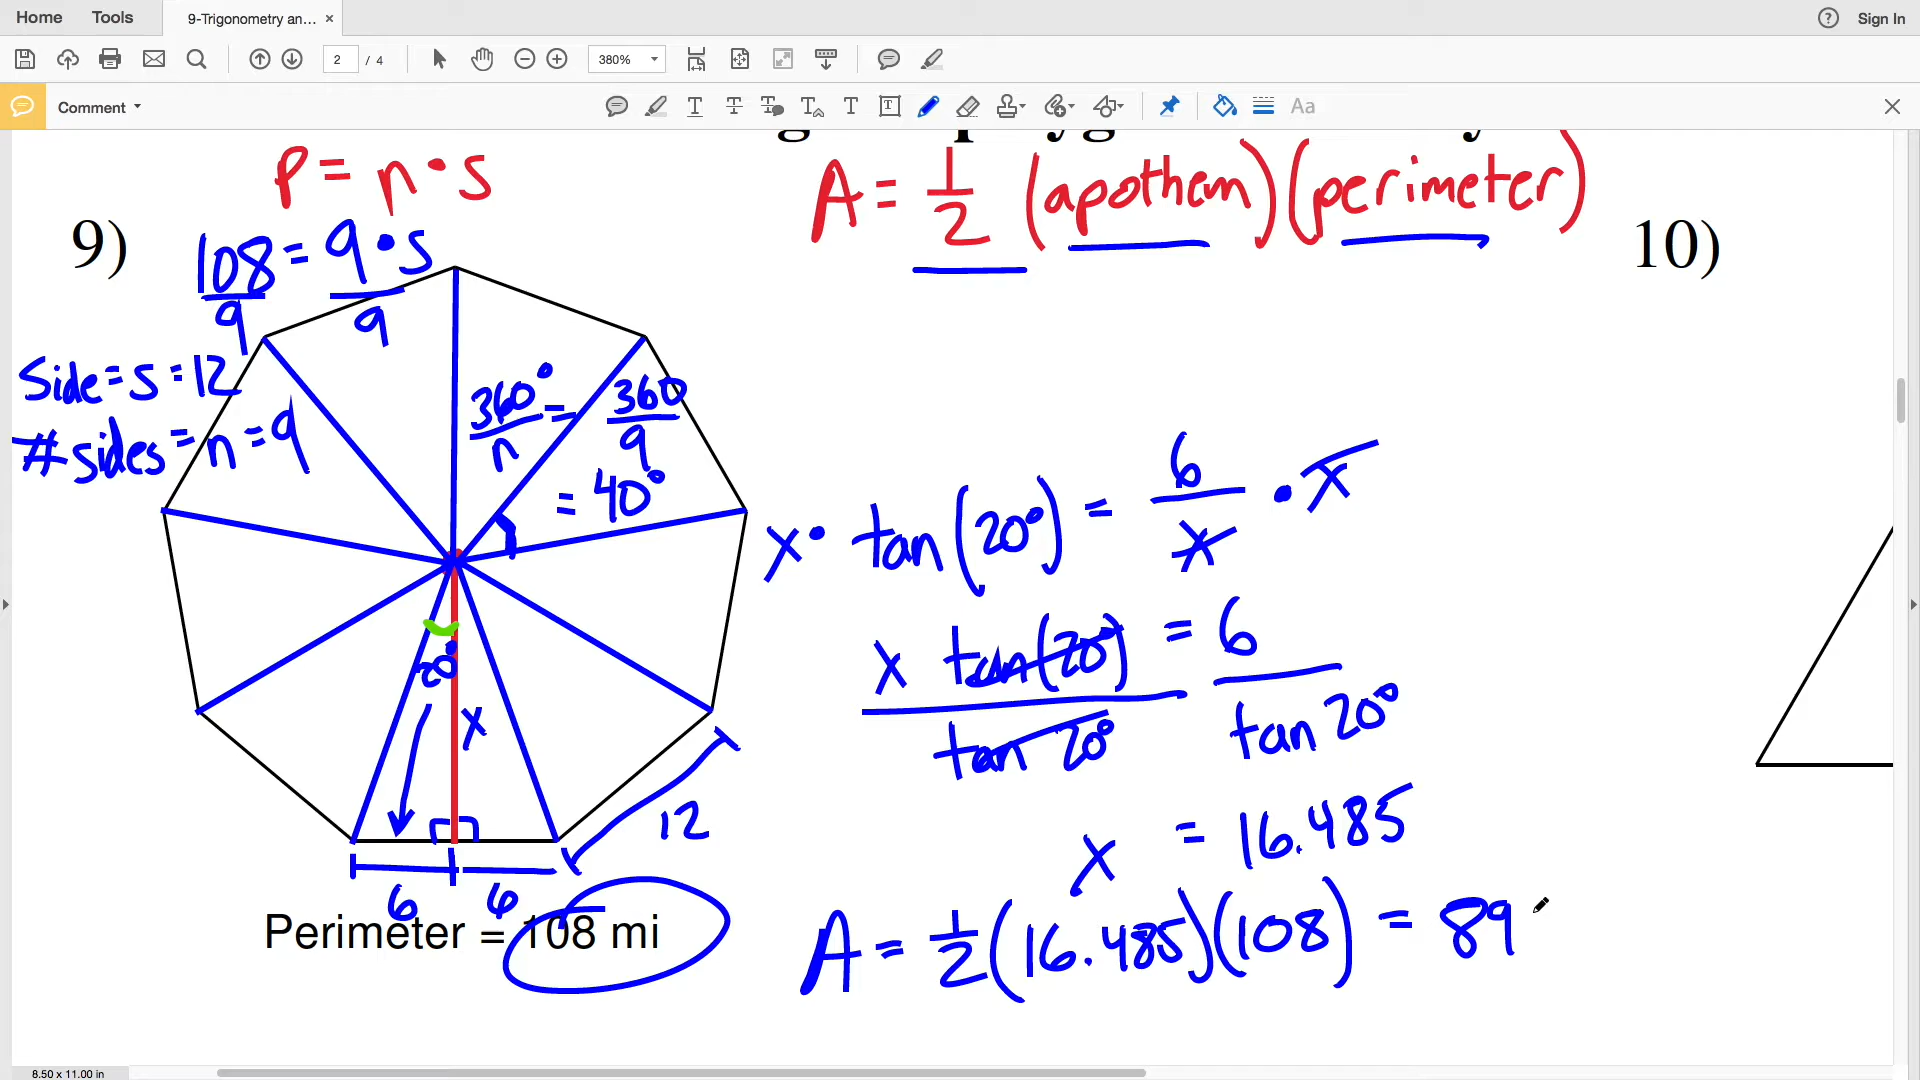 Home Tools 9-Trigonometry an... × ? Sign In
2 / 4 380%
Comment T T T T T T Aa
P = n • s
A = 1/2 (apothem)(perimeter)
9)
10)
108 = 9 • s
9 9
Side = s = 12
# sides = n = 9
360°/n = 360/9
= 40°
x • tan(20°) = 6/x • x
x tan(20°) = 6
tan 20° tan 20°
20°
x
12
x = 16.485
6 6
Perimeter = 108 mi
A = 1/2 (16.485)(108) = 89
8.50 x 11.00 in